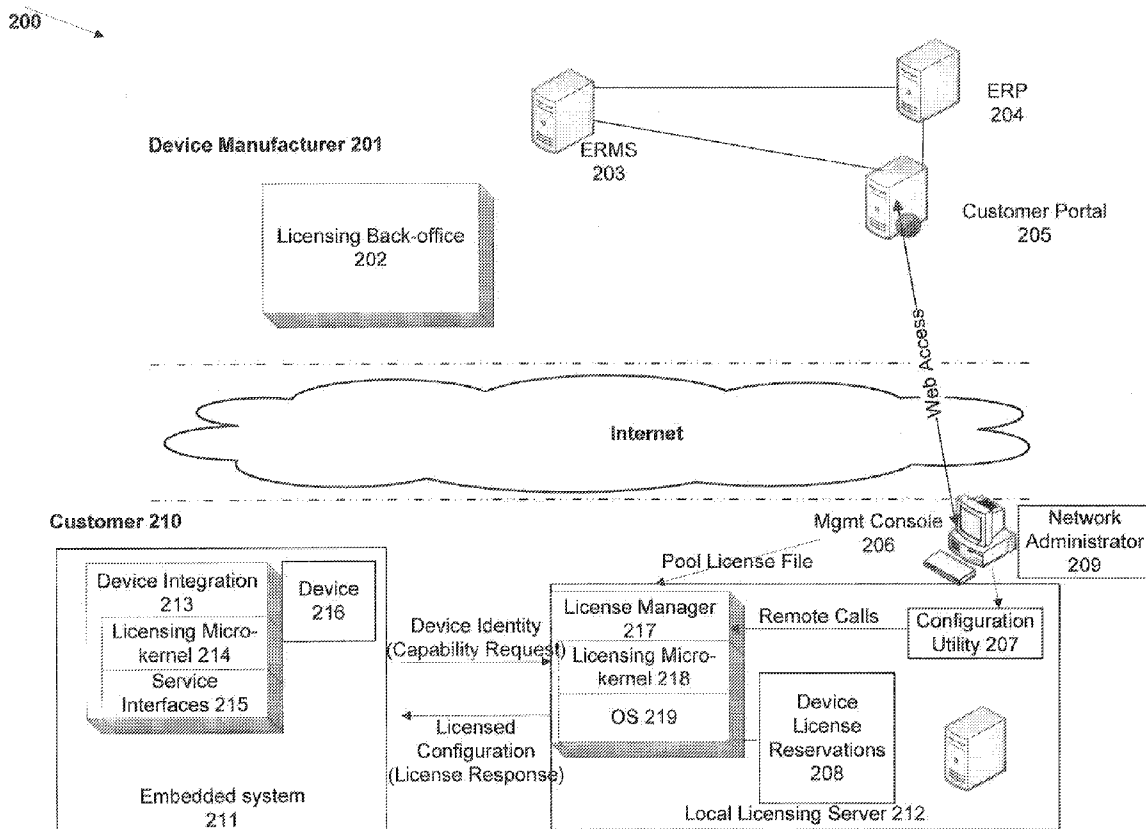 200
ERP
204
Device Manufacturer 201
ERMS
203
Licensing Back-office
202
Customer Portal
205
Web Access
Internet
Customer 210
Mgmt Console
206
Network
Administrator
209
Pool License File
Device Integration
213
Device
216
Licensing Micro-
kernel 214
Service
Interfaces 215
Device Identity
(Capability Request)
License Manager
217
Remote Calls
Configuration
Utility 207
Licensing Micro-
kernel 218
OS 219
Device
License
Reservations
208
Licensed
Configuration
(License Response)
Embedded system
211
Local Licensing Server 212